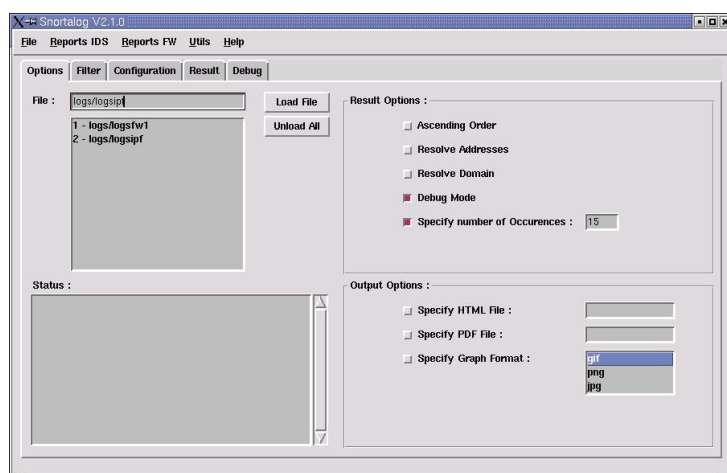 Snortalog V2.1.0
File Reports IDS Reports FW Utils Help
Options Filter Configuration Result Debug
File : logs/logsipf Load File
Unload All
1 - logs/logsfw1
2 - logs/logsipf
Result Options :
Ascending Order
Resolve Addresses
Resolve Domain
Debug Mode
Specify number of Occurences : 15
Status :
Output Options :
Specify HTML File :
Specify PDF File :
Specify Graph Format : gif
png
jpg